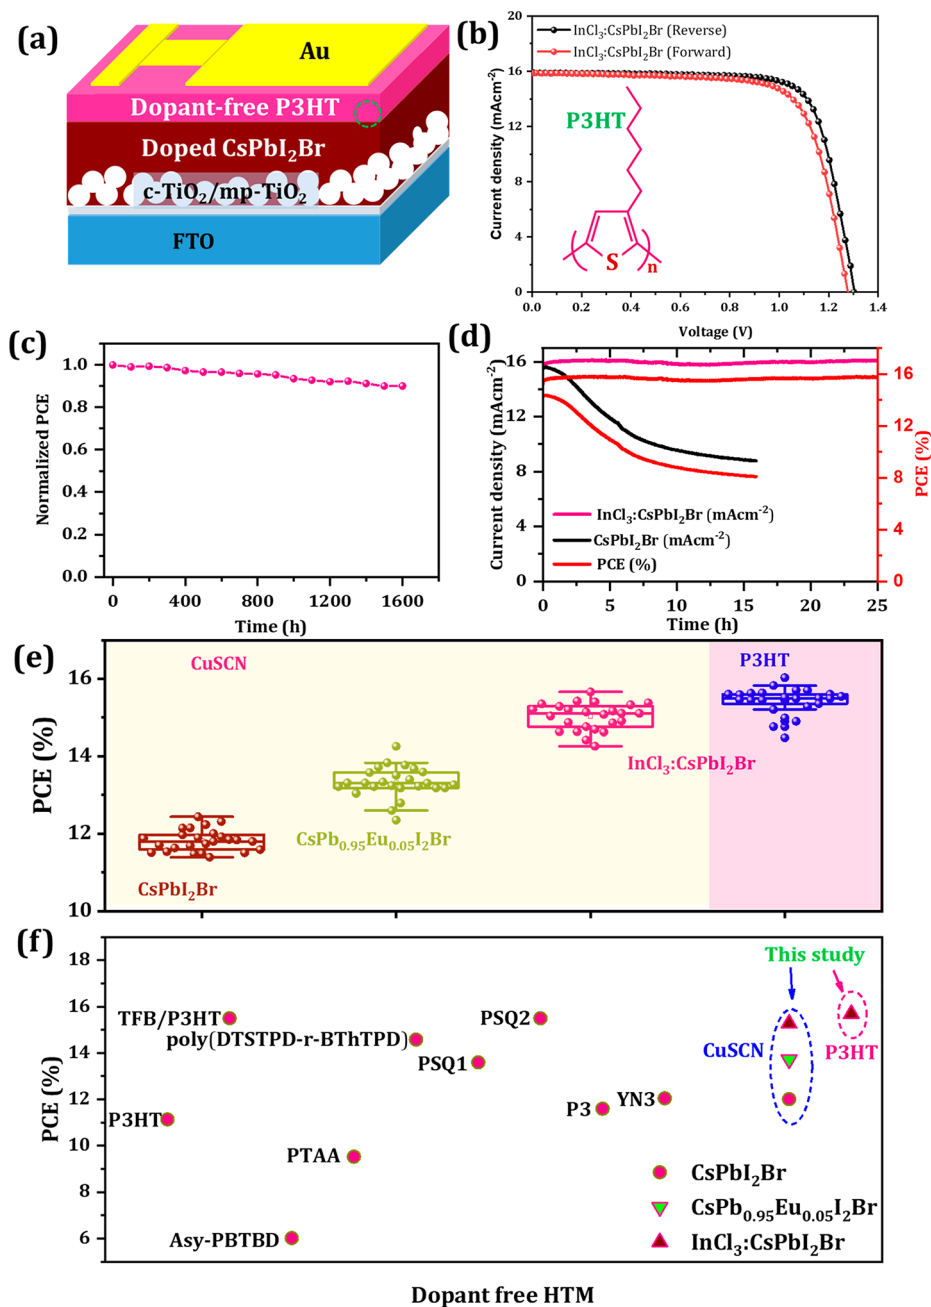 (a)
Au
Dopant-free P3HT
Doped CsPbI₂Br
c-TiO₂/mp-TiO₂
FTO
(b)
InCl₃:CsPbI₂Br (Reverse)
InCl₃:CsPbI₂Br (Forward)
P3HT
S
n
Current density (mAcm⁻²)
20
16
12
8
4
0
0.0 0.2 0.4 0.6 0.8 1.0 1.2 1.4
Voltage (V)
(c)
Normalized PCE
1.0
0.8
0.6
0.4
0.2
0.0
0 400 800 1200 1600
Time (h)
(d)
Current density (mAcm⁻²)
16
12
8
4
0
InCl₃:CsPbI₂Br (mAcm⁻²)
CsPbI₂Br (mAcm⁻²)
PCE (%)
16
12
8
4
0
PCE (%)
0 5 10 15 20 25
Time (h)
(e)
PCE (%)
16
14
12
10
CuSCN
P3HT
InCl₃:CsPbI₂Br
CsPb₀.₉₅Eu₀.₀₅I₂Br
CsPbI₂Br
(f)
PCE (%)
18
16
14
12
10
8
6
This study
TFB/P3HT
poly(DTSTPD-r-BThTPD)
PSQ2
PSQ1
CuSCN
P3HT
P3HT
P3
YN3
PTAA
Asy-PBTBD
CsPbI₂Br
CsPb₀.₉₅Eu₀.₀₅I₂Br
InCl₃:CsPbI₂Br
Dopant free HTM